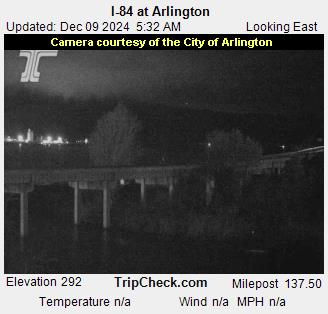 I-84 at Arlington
Updated: Dec 09 2024 5:32 AM Looking East
Camera courtesy of the City of Arlington
Elevation 292 TripCheck.com Milepost 137.50
Temperature n/a Wind n/a MPH n/a